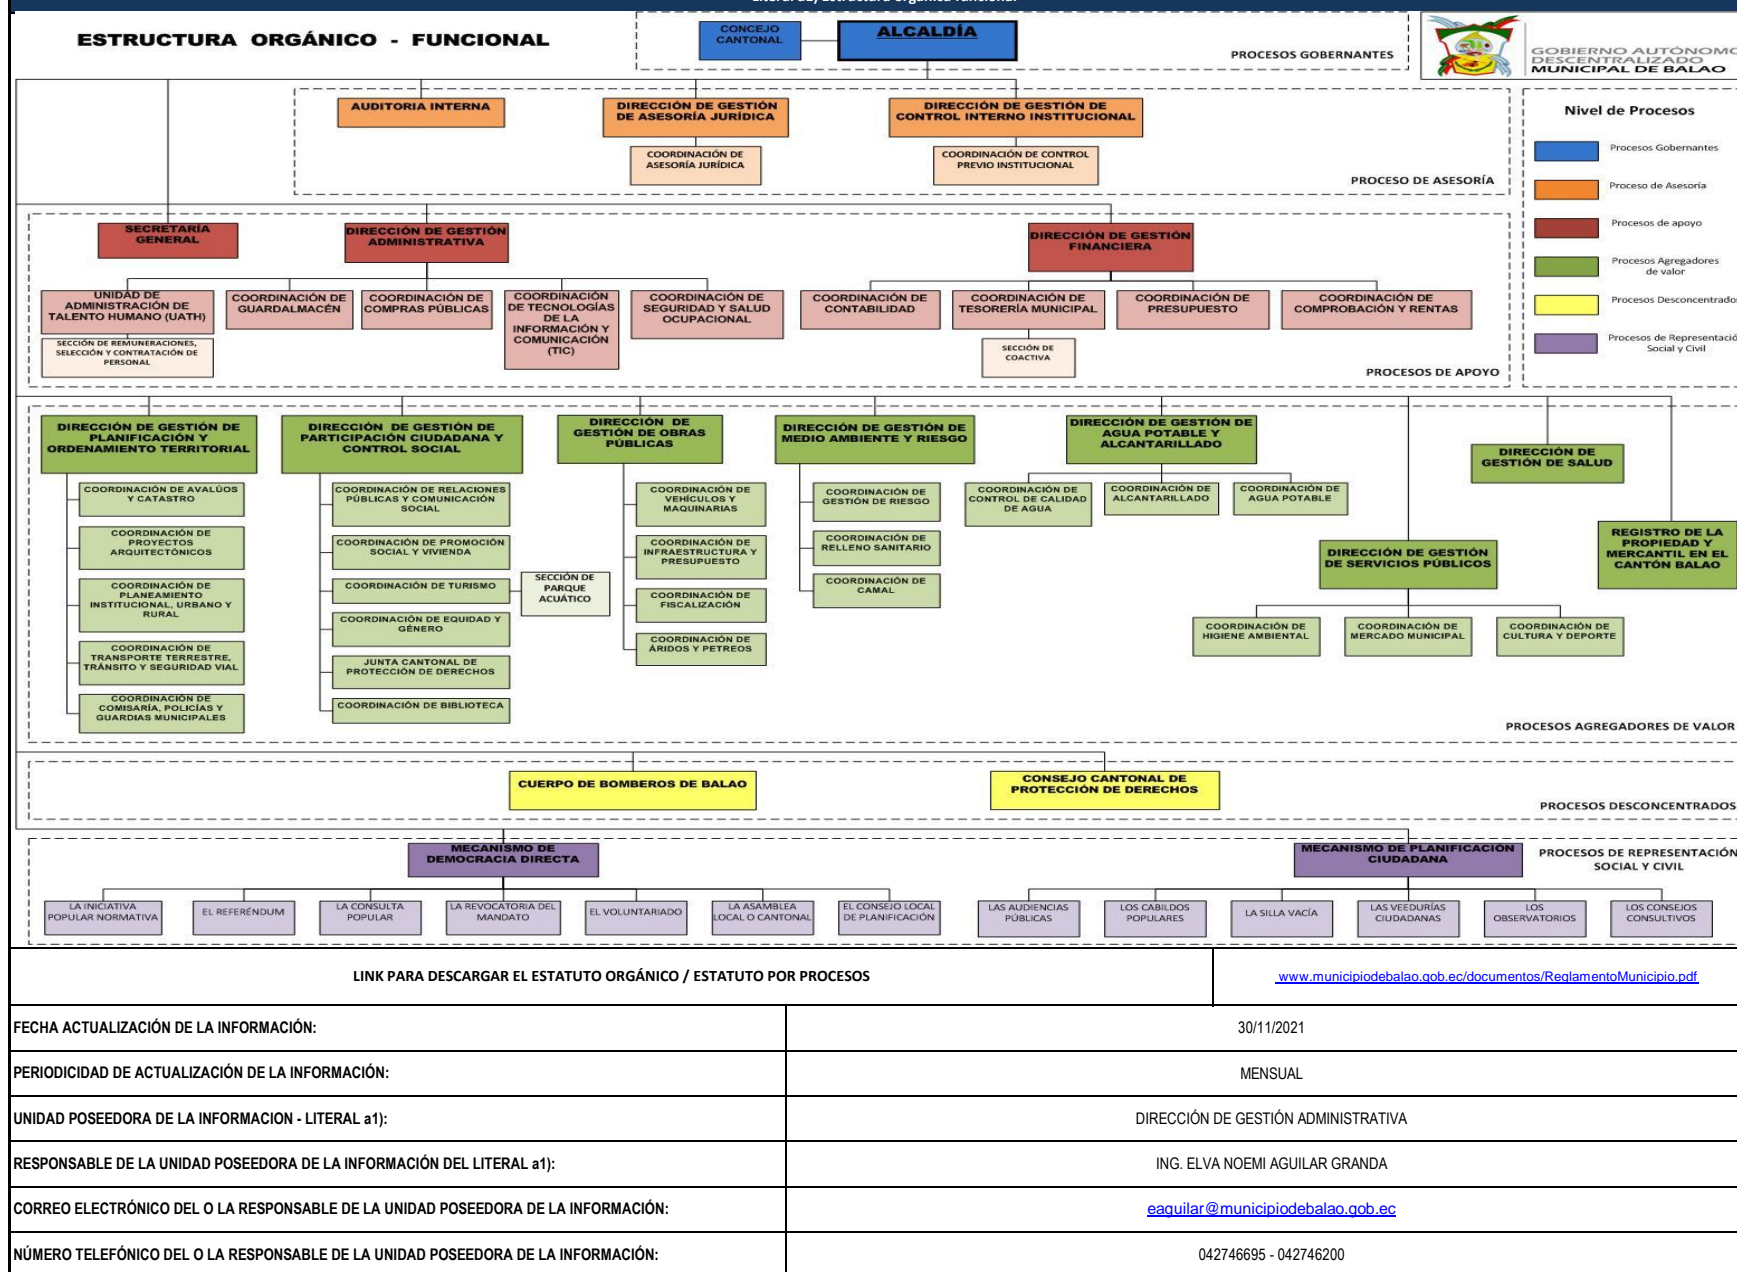 Literal a1) Estructura orgánica funcional
ESTRUCTURA ORGÁNICO - FUNCIONAL
CONCEJO
CANTONAL
ALCALDÍA
PROCESOS GOBERNANTES
GOBIERNO AUTÓNOMO
DESCENTRALIZADO
MUNICIPAL DE BALAO
AUDITORIA INTERNA
DIRECCIÓN DE GESTIÓN
DE ASESORÍA JURÍDICA
DIRECCIÓN DE GESTIÓN DE
CONTROL INTERNO INSTITUCIONAL
COORDINACIÓN DE
ASESORÍA JURÍDICA
COORDINACIÓN DE CONTROL
PREVIO INSTITUCIONAL
PROCESO DE ASESORÍA
Nivel de Procesos
Procesos Gobernantes
Proceso de Asesoría
Procesos de apoyo
Procesos Agregadores
de valor
Procesos Desconcentrados
Procesos de Representació
Social y Civil
SECRETARÍA
GENERAL
DIRECCIÓN DE GESTIÓN
ADMINISTRATIVA
DIRECCIÓN DE GESTIÓN
FINANCIERA
UNIDAD DE
ADMINISTRACIÓN DE
TALENTO HUMANO (UATH)
SECCIÓN DE REMUNERACIONES,
SELECCIÓN Y CONTRATACIÓN DE
PERSONAL
COORDINACIÓN DE
GUARDALMACÉN
COORDINACIÓN DE
COMPRAS PÚBLICAS
COORDINACIÓN
DE TECNOLOGÍAS
DE LA
INFORMACIÓN Y
COMUNICACIÓN
(TIC)
COORDINACIÓN DE
SEGURIDAD Y SALUD
OCUPACIONAL
COORDINACIÓN DE
CONTABILIDAD
COORDINACIÓN DE
TESORERÍA MUNICIPAL
SECCIÓN DE
COACTIVA
COORDINACIÓN DE
PRESUPUESTO
COORDINACIÓN DE
COMPROBACIÓN Y RENTAS
PROCESOS DE APOYO
DIRECCIÓN DE GESTIÓN DE
PLANIFICACIÓN Y
ORDENAMIENTO TERRITORIAL
COORDINACIÓN DE AVALÚOS
Y CATASTRO
COORDINACIÓN DE
PROYECTOS
ARQUITECTÓNICOS
COORDINACIÓN DE
PLANEAMIENTO
INSTITUCIONAL, URBANO Y
RURAL
COORDINACIÓN DE
TRANSPORTE TERRESTRE,
TRÁNSITO Y SEGURIDAD VIAL
COORDINACIÓN DE
COMISARÍA, POLICÍAS Y
GUARDIAS MUNICIPALES
DIRECCIÓN DE GESTIÓN DE
PARTICIPACIÓN CIUDADANA Y
CONTROL SOCIAL
COORDINACIÓN DE RELACIONES
PÚBLICAS Y COMUNICACIÓN
SOCIAL
COORDINACIÓN DE PROMOCIÓN
SOCIAL Y VIVIENDA
COORDINACIÓN DE TURISMO
SECCIÓN DE
PARQUE
ACUÁTICO
COORDINACIÓN DE EQUIDAD Y
GÉNERO
JUNTA CANTONAL DE
PROTECCIÓN DE DERECHOS
COORDINACIÓN DE BIBLIOTECA
DIRECCIÓN DE
GESTIÓN DE OBRAS
PÚBLICAS
COORDINACIÓN DE
VEHÍCULOS Y
MAQUINARIAS
COORDINACIÓN DE
INFRAESTRUCTURA Y
PRESUPUESTO
COORDINACIÓN DE
FISCALIZACIÓN
COORDINACIÓN DE
ÁRIDOS Y PETREOS
DIRECCIÓN DE GESTIÓN DE
MEDIO AMBIENTE Y RIESGO
COORDINACIÓN DE
GESTIÓN DE RIESGO
COORDINACIÓN DE
RELLENO SANITARIO
COORDINACIÓN DE
CAMAL
DIRECCIÓN DE GESTIÓN DE
AGUA POTABLE Y
ALCANTARILLADO
COORDINACIÓN DE
CONTROL DE CALIDAD
DE AGUA
COORDINACIÓN DE
ALCANTARILLADO
COORDINACIÓN DE
AGUA POTABLE
DIRECCIÓN DE GESTIÓN
DE SERVICIOS PÚBLICOS
COORDINACIÓN DE
HIGIENE AMBIENTAL
COORDINACIÓN DE
MERCADO MUNICIPAL
COORDINACIÓN DE
CULTURA Y DEPORTE
DIRECCIÓN DE
GESTIÓN DE SALUD
REGISTRO DE LA
PROPIEDAD Y
MERCANTIL EN EL
CANTÓN BALAO
PROCESOS AGREGADORES DE VALOR
CUERPO DE BOMBEROS DE BALAO
CONSEJO CANTONAL DE
PROTECCIÓN DE DERECHOS
PROCESOS DESCONCENTRADOS
MECANISMO DE
DEMOCRACIA DIRECTA
MECANISMO DE PLANIFICACIÓN
CIUDADANA
PROCESOS DE REPRESENTACIÓN
SOCIAL Y CIVIL
LA INICIATIVA
POPULAR NORMATIVA
EL REFERÉNDUM
LA CONSULTA
POPULAR
LA REVOCATORIA DEL
MANDATO
EL VOLUNTARIADO
LA ASAMBLEA
LOCAL O CANTONAL
EL CONSEJO LOCAL
DE PLANIFICACIÓN
LAS AUDIENCIAS
PÚBLICAS
LOS CABILDOS
POPULARES
LA SILLA VACÍA
LAS VEEDURÍAS
CIUDADANAS
LOS
OBSERVATORIOS
LOS CONSEJOS
CONSULTIVOS
LINK PARA DESCARGAR EL ESTATUTO ORGÁNICO / ESTATUTO POR PROCESOS
www.municipiodebalao.gob.ec/documentos/ReglamentoMunicipio.pdf
FECHA ACTUALIZACIÓN DE LA INFORMACIÓN:
30/11/2021
PERIODICIDAD DE ACTUALIZACIÓN DE LA INFORMACIÓN:
MENSUAL
UNIDAD POSEEDORA DE LA INFORMACION - LITERAL a1):
DIRECCIÓN DE GESTIÓN ADMINISTRATIVA
RESPONSABLE DE LA UNIDAD POSEEDORA DE LA INFORMACIÓN DEL LITERAL a1):
ING. ELVA NOEMI AGUILAR GRANDA
CORREO ELECTRÓNICO DEL O LA RESPONSABLE DE LA UNIDAD POSEEDORA DE LA INFORMACIÓN:
eaguilar@municipiodebalao.gob.ec
NÚMERO TELEFÓNICO DEL O LA RESPONSABLE DE LA UNIDAD POSEEDORA DE LA INFORMACIÓN:
042746695 - 042746200